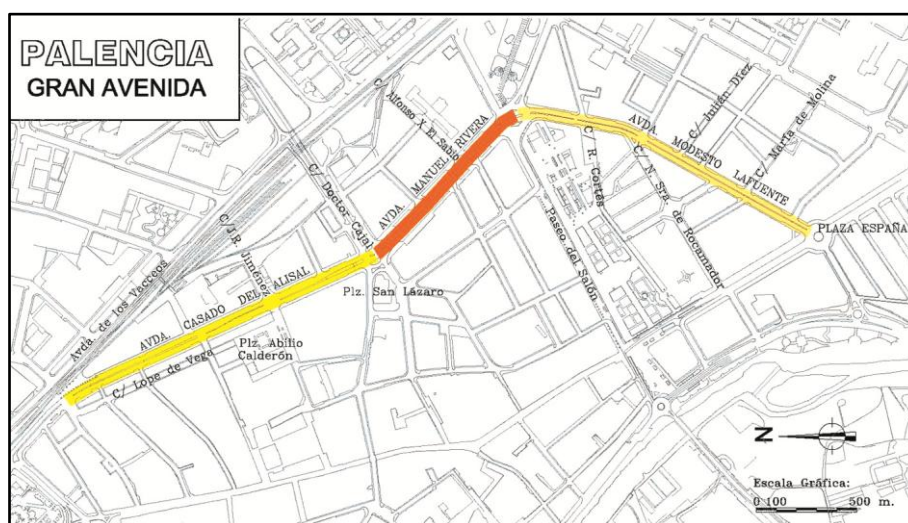 PALENCIA
GRAN AVENIDA
C/ Alfonso X El Sabio
AVDA. MANUEL RIVERA
AVDA. MODESTO LAFUENTE
C/ Julián Díez
C/ María de Molina
C/ Doctor Cajal
C. R. Cortés
C/ N. Sra. de Rocamador
PLAZA ESPAÑA
C/ J.R. Jiménez
Paseo del Salón
Avda. de los Vacceos
AVDA. CASADO DEL ALISAL
Plz. San Lázaro
Plz. Abilio
Calderón
C/ Lope de Vega
N
Escala Gráfica:
0 100 500 m.